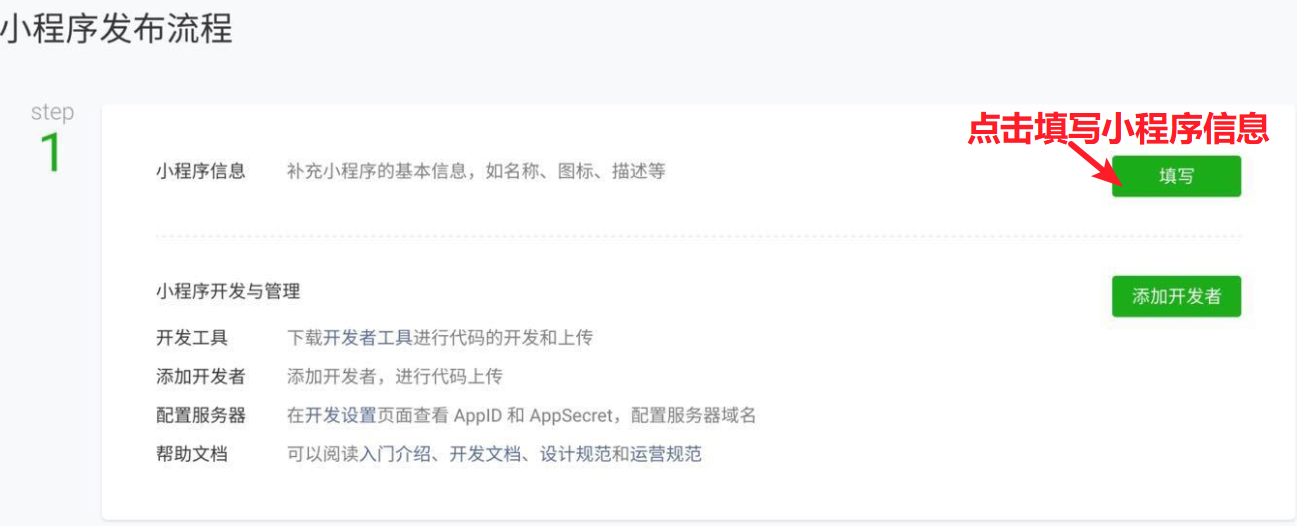 小程序发布流程
step
1
点击填写小程序信息
小程序信息 补充小程序的基本信息，如名称、图标、描述等 填写
小程序开发与管理 添加开发者
开发工具 下载开发者工具进行代码的开发和上传
添加开发者 添加开发者，进行代码上传
配置服务器 在开发设置页面查看 AppID 和 AppSecret，配置服务器域名
帮助文档 可以阅读入门介绍、开发文档、设计规范和运营规范